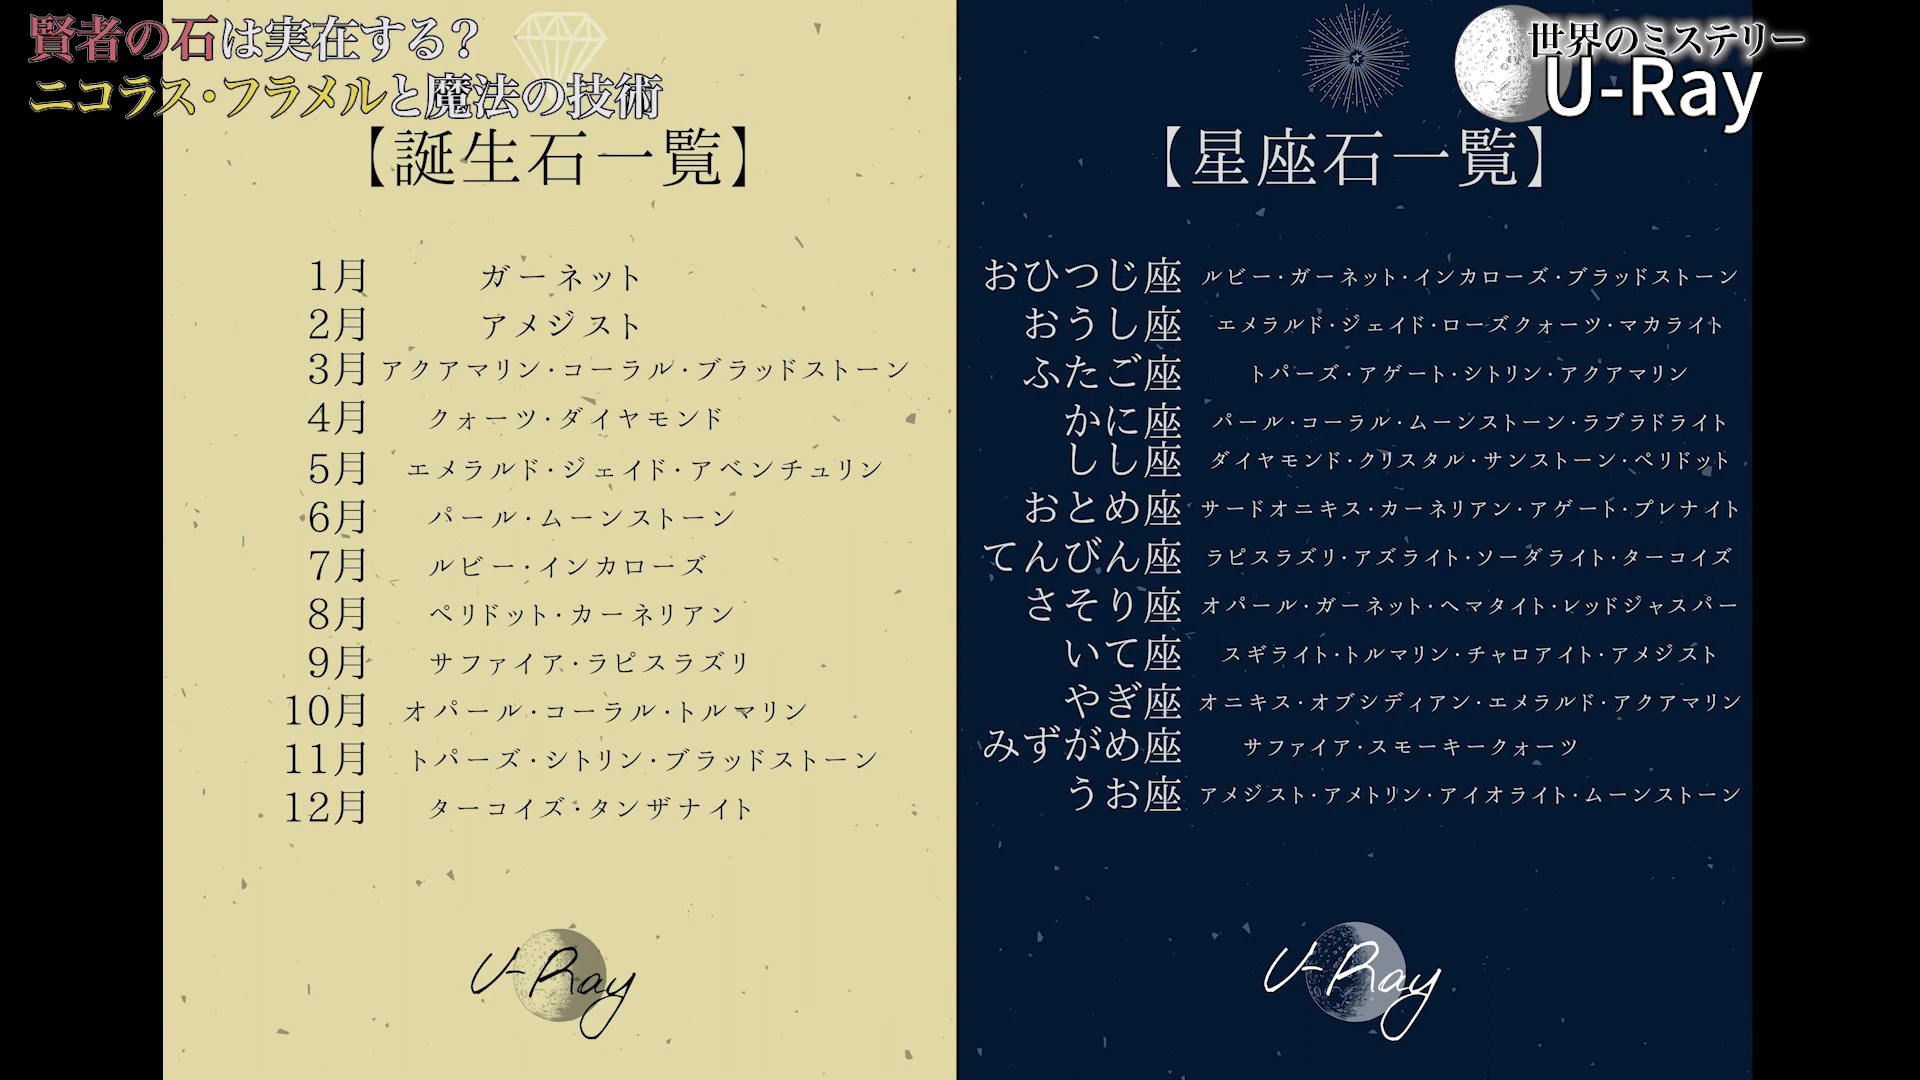 賢者の石は実在する？
ニコラス・フラメルと魔法の技術
世界のミステリー
U-Ray
【誕生石一覧】
1月 ガーネット
2月 アメジスト
3月 アクアマリン・コーラル・ブラッドストーン
4月 クォーツ・ダイヤモンド
5月 エメラルド・ジェイド・アベンチュリン
6月 パール・ムーンストーン
7月 ルビー・インカローズ
8月 ペリドット・カーネリアン
9月 サファイア・ラピスラズリ
10月 オパール・コーラル・トルマリン
11月 トパーズ・シトリン・ブラッドストーン
12月 ターコイズ・タンザナイト
U-Ray
【星座石一覧】
おひつじ座 ルビー・ガーネット・インカローズ・ブラッドストーン
おうし座 エメラルド・ジェイド・ローズクォーツ・マカライト
ふたご座 トパーズ・アゲート・シトリン・アクアマリン
かに座 パール・コーラル・ムーンストーン・ラブラドライト
しし座 ダイヤモンド・クリスタル・サンストーン・ペリドット
おとめ座 サードオニキス・カーネリアン・アゲート・プレナイト
てんびん座 ラピスラズリ・アズライト・ソーダライト・ターコイズ
さそり座 オパール・ガーネット・ヘマタイト・レッドジャスパー
いて座 スギライト・トルマリン・チャロアイト・アメジスト
やぎ座 オニキス・オブシディアン・エメラルド・アクアマリン
みずがめ座 サファイア・スモーキークォーツ
うお座 アメジスト・アメトリン・アイオライト・ムーンストーン
U-Ray